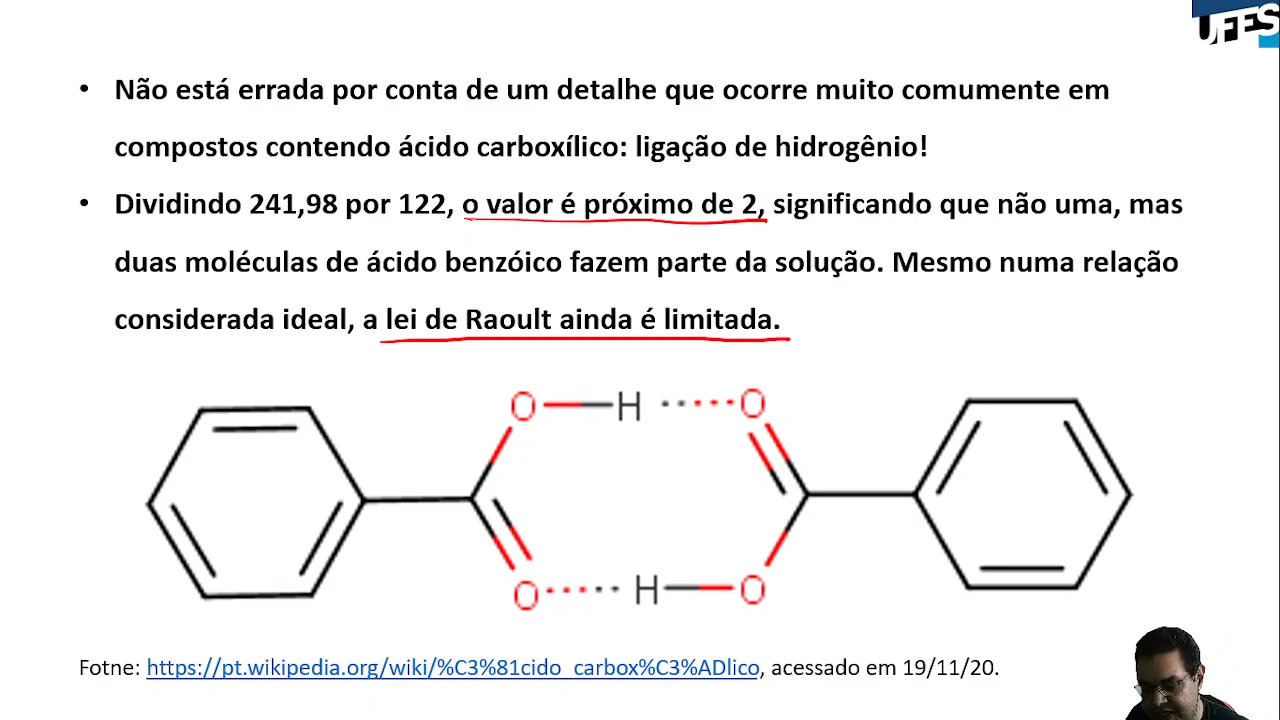 UFES
• Não está errada por conta de um detalhe que ocorre muito comumente em
compostos contendo ácido carboxílico: ligação de hidrogênio!
• Dividindo 241,98 por 122, o valor é próximo de 2, significando que não uma, mas
duas moléculas de ácido benzóico fazem parte da solução. Mesmo numa relação
considerada ideal, a lei de Raoult ainda é limitada.
O H O
O H O
Fotne: https://pt.wikipedia.org/wiki/%C3%81cido_carbox%C3%ADlico, acessado em 19/11/20.